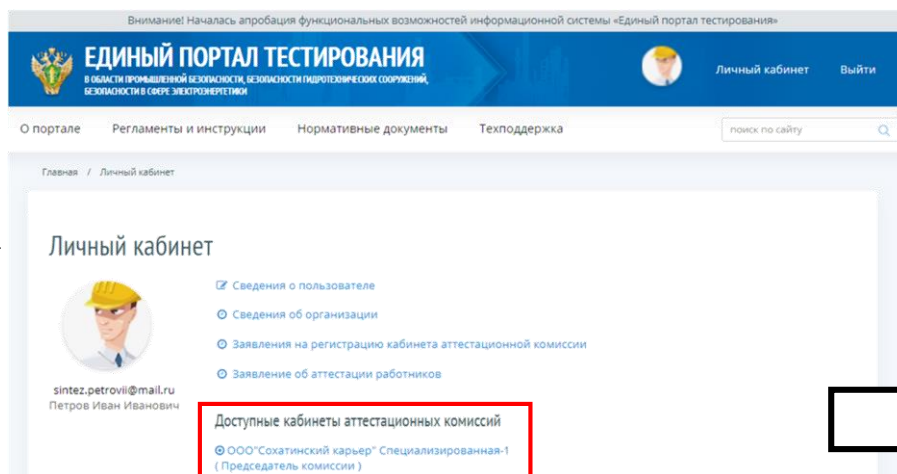 Внимание! Началась апробация функциональных возможностей информационной системы «Единый портал тестирования»
ЕДИНЫЙ ПОРТАЛ ТЕСТИРОВАНИЯ
В ОБЛАСТИ ПРОМЫШЛЕННОЙ БЕЗОПАСНОСТИ, БЕЗОПАСНОСТИ ГИДРОТЕХНИЧЕСКИХ СООРУЖЕНИЙ,
БЕЗОПАСНОСТИ В СФЕРЕ ЭЛЕКТРОЭНЕРГЕТИКИ
Личный кабинет Выйти
О портале Регламенты и инструкции Нормативные документы Техподдержка поиск по сайту
Главная / Личный кабинет
Личный кабинет
Сведения о пользователе
Сведения об организации
Заявления на регистрацию кабинета аттестационной комиссии
Заявление об аттестации работников
sintez.petrovii@mail.ru
Петров Иван Иванович
Доступные кабинеты аттестационных комиссий
ООО"Сохатинский карьер" Специализированная-1
( Председатель комиссии )